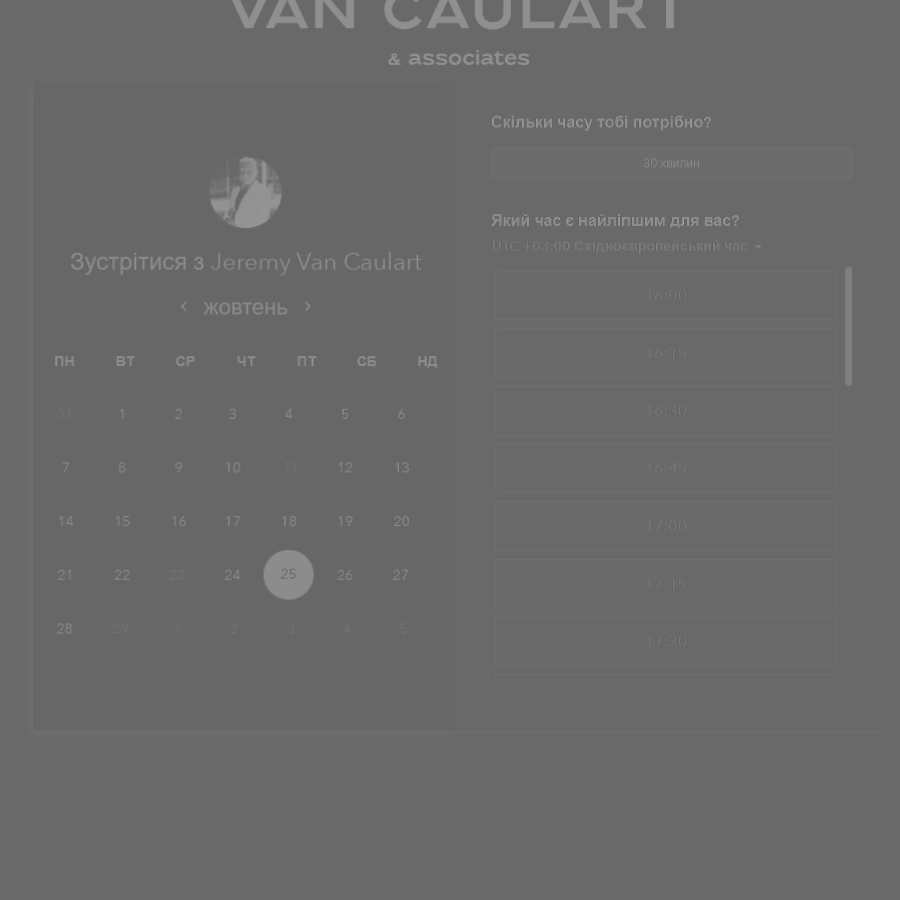 VAN CAULART
& associates
Зустрітися з Jeremy Van Caulart
жовтень
ПН ВТ СР ЧТ ПТ СБ НД
31 1 2 3 4 5 6
7 8 9 10 11 12 13
14 15 16 17 18 19 20
21 22 23 24 25 26 27
28 29 1 2 3 4 5
Скільки часу тобі потрібно?
30 хвилин
Який час є найліпшим для вас?
UTC +03:00 Східноєвропейський час
16:00
16:15
16:30
16:45
17:00
17:15
17:30